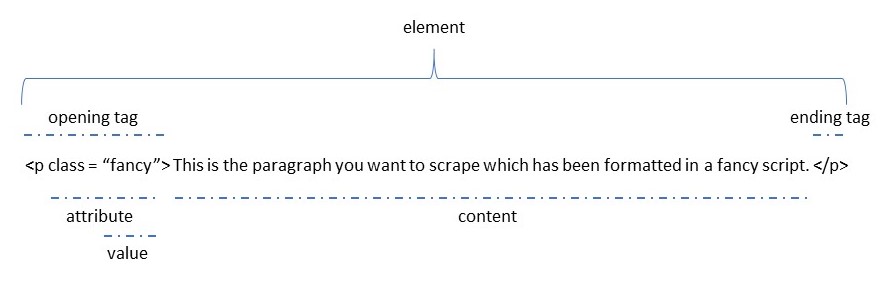 element
opening tag
ending tag
<p class = “fancy”>This is the paragraph you want to scrape which has been formatted in a fancy script. </p>
attribute
content
value